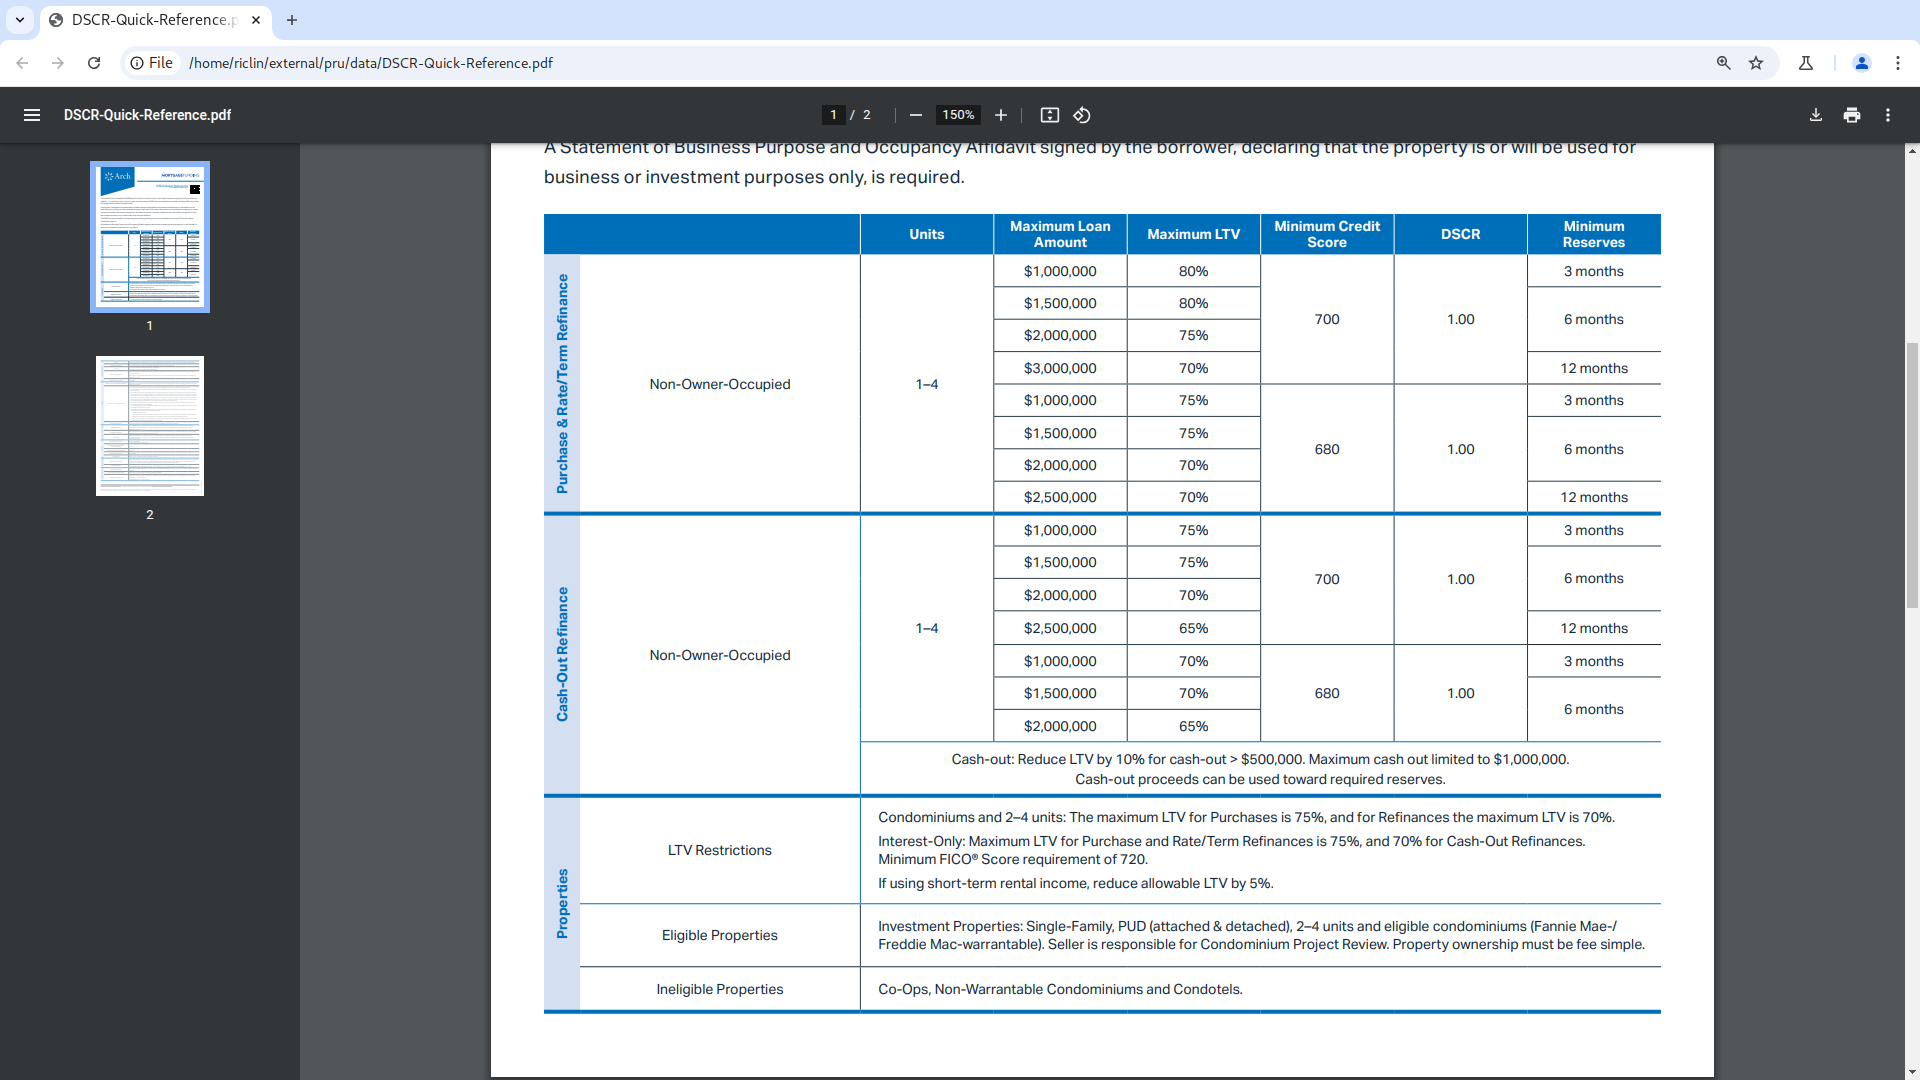 DSCR-Quick-Reference.p
File
/home/riclin/external/pru/data/DSCR-Quick-Reference.pdf
DSCR-Quick-Reference.pdf
1 / 2
150%
Arch
1
2
A Statement of Business Purpose and Occupancy Affidavit signed by the borrower, declaring that the property is or will be used for
business or investment purposes only, is required.
Units
Maximum Loan
Amount
Maximum LTV
Minimum Credit
Score
DSCR
Minimum
Reserves
Purchase & Rate/Term Refinance
Non-Owner-Occupied
1–4
$1,000,000 80% 3 months
$1,500,000 80%
700 1.00 6 months
$2,000,000 75%
$3,000,000 70% 12 months
$1,000,000 75% 3 months
$1,500,000 75%
680 1.00 6 months
$2,000,000 70%
$2,500,000 70% 12 months
Cash-Out Refinance
Non-Owner-Occupied
1–4
$1,000,000 75% 3 months
$1,500,000 75%
700 1.00 6 months
$2,000,000 70%
$2,500,000 65% 12 months
$1,000,000 70% 3 months
$1,500,000 70% 680 1.00
6 months
$2,000,000 65%
Cash-out: Reduce LTV by 10% for cash-out > $500,000. Maximum cash out limited to $1,000,000.
Cash-out proceeds can be used toward required reserves.
Properties
LTV Restrictions
Condominiums and 2–4 units: The maximum LTV for Purchases is 75%, and for Refinances the maximum LTV is 70%.
Interest-Only: Maximum LTV for Purchase and Rate/Term Refinances is 75%, and 70% for Cash-Out Refinances.
Minimum FICO® Score requirement of 720.
If using short-term rental income, reduce allowable LTV by 5%.
Eligible Properties
Investment Properties: Single-Family, PUD (attached & detached), 2–4 units and eligible condominiums (Fannie Mae-/
Freddie Mac-warrantable). Seller is responsible for Condominium Project Review. Property ownership must be fee simple.
Ineligible Properties
Co-Ops, Non-Warrantable Condominiums and Condotels.